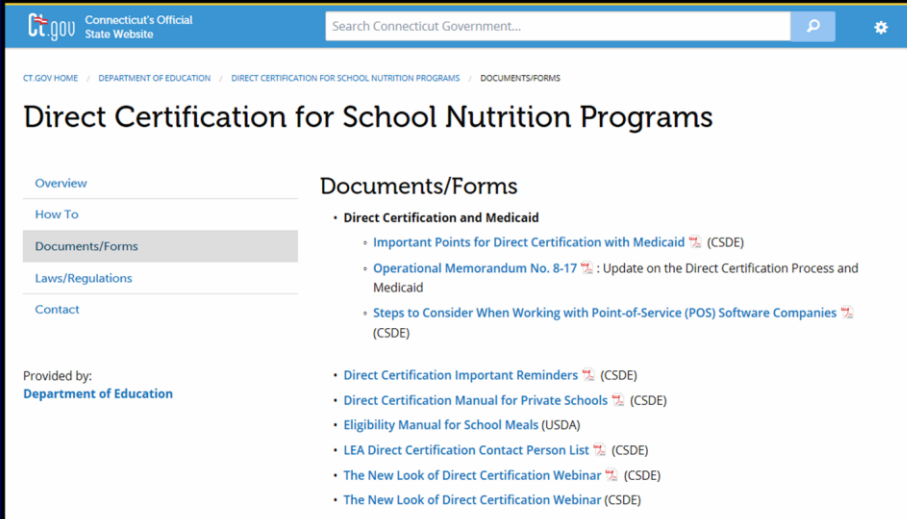 Ct.gov Connecticut's Official
State Website
Search Connecticut Government...
CT.GOV HOME / DEPARTMENT OF EDUCATION / DIRECT CERTIFICATION FOR SCHOOL NUTRITION PROGRAMS / DOCUMENTS/FORMS
Direct Certification for School Nutrition Programs
Overview
How To
Documents/Forms
Laws/Regulations
Contact
Provided by:
Department of Education
Documents/Forms
• Direct Certification and Medicaid
◦ Important Points for Direct Certification with Medicaid (CSDE)
◦ Operational Memorandum No. 8-17 : Update on the Direct Certification Process and
Medicaid
◦ Steps to Consider When Working with Point-of-Service (POS) Software Companies
(CSDE)
• Direct Certification Important Reminders (CSDE)
• Direct Certification Manual for Private Schools (CSDE)
• Eligibility Manual for School Meals (USDA)
• LEA Direct Certification Contact Person List (CSDE)
• The New Look of Direct Certification Webinar (CSDE)
• The New Look of Direct Certification Webinar (CSDE)